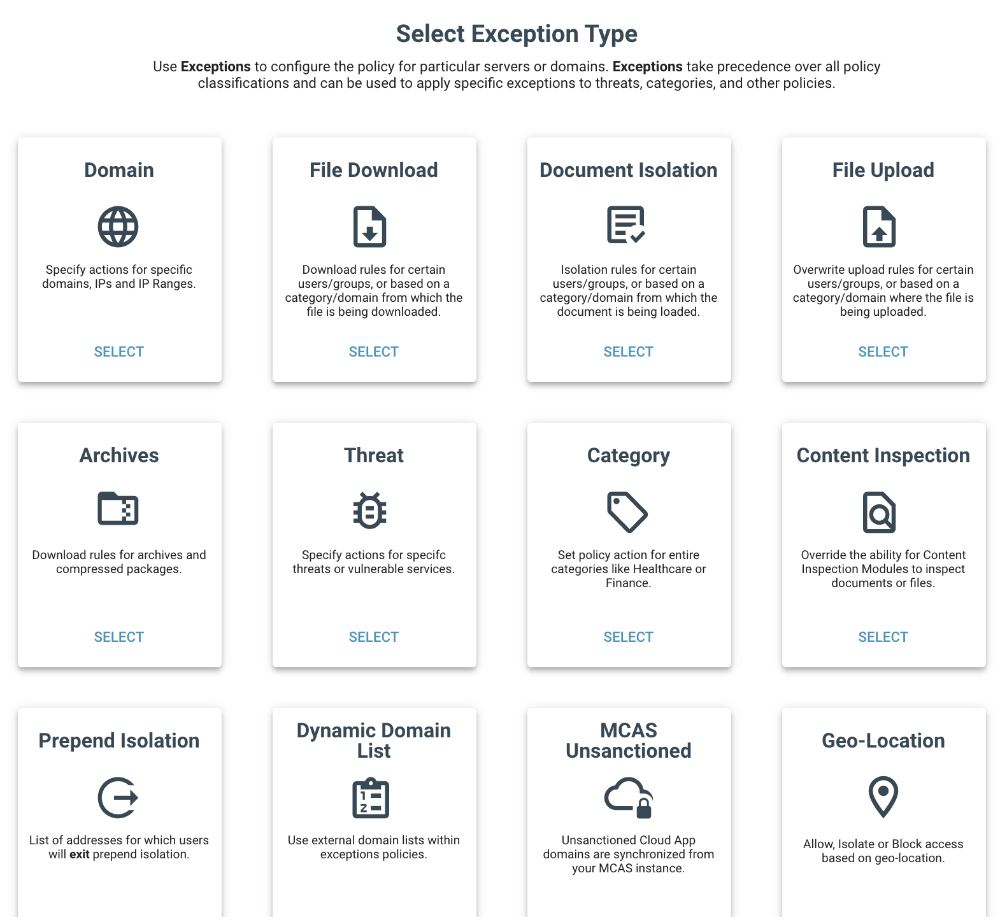 Select Exception Type
Use Exceptions to configure the policy for particular servers or domains. Exceptions take precedence over all policy
classifications and can be used to apply specific exceptions to threats, categories, and other policies.
Domain
Specify actions for specific
domains, IPs and IP Ranges.
SELECT
File Download
Download rules for certain
users/groups, or based on a
category/domain from which the
file is being downloaded.
SELECT
Document Isolation
Isolation rules for certain
users/groups, or based on a
category/domain from which the
document is being loaded.
SELECT
File Upload
Overwrite upload rules for certain
users/groups, or based on a
category/domain where the file is
being uploaded.
SELECT
Archives
Download rules for archives and
compressed packages.
SELECT
Threat
Specify actions for specifc
threats or vulnerable services.
SELECT
Category
Set policy action for entire
categories like Healthcare or
Finance.
SELECT
Content Inspection
Override the ability for Content
Inspection Modules to inspect
documents or files.
SELECT
Prepend Isolation
List of addresses for which users
will exit prepend isolation.
Dynamic Domain
List
1
2
Use external domain lists within
exceptions policies.
MCAS
Unsanctioned
Unsanctioned Cloud App
domains are synchronized from
your MCAS instance.
Geo-Location
Allow, Isolate or Block access
based on geo-location.